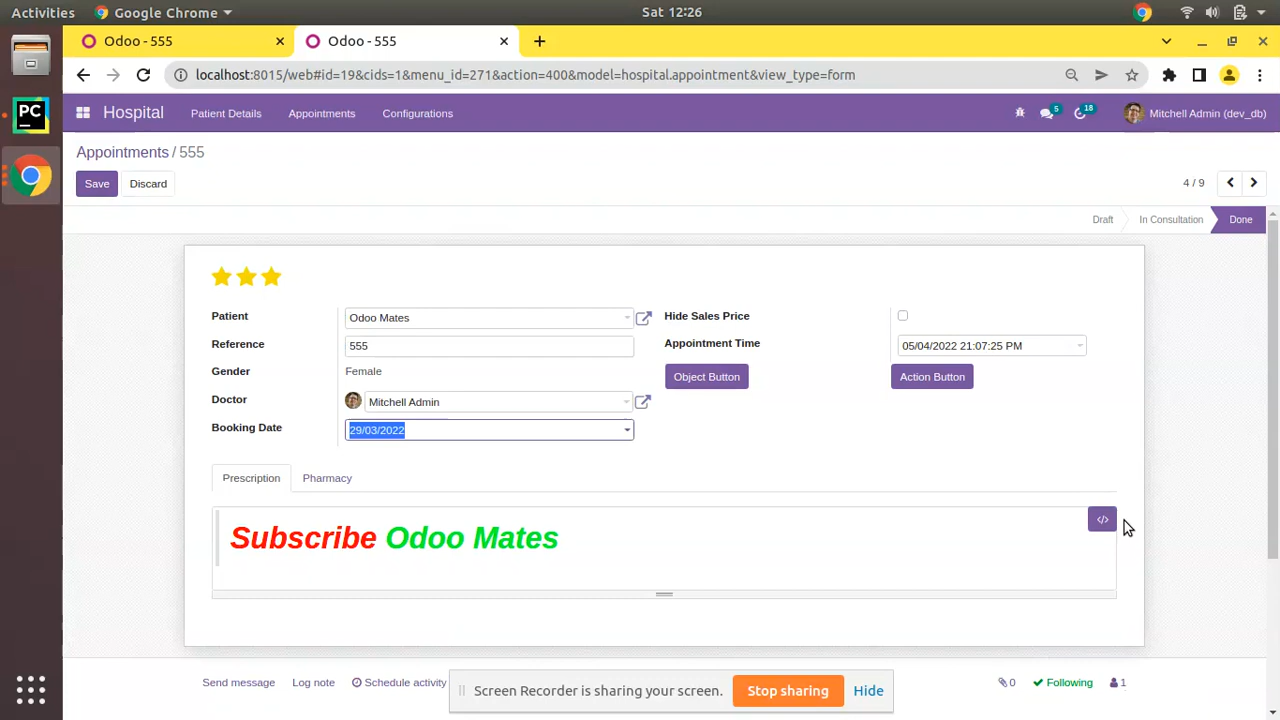 Activities Google Chrome Sat 12:26
Odoo - 555 Odoo - 555
localhost:8015/web#id=19&cids=1&menu_id=271&action=400&model=hospital.appointment&view_type=form
Hospital Patient Details Appointments Configurations 5 18 Mitchell Admin (dev_db)
PC
Appointments / 555
Save Discard 4 / 9
Draft In Consultation Done
Patient Odoo Mates Hide Sales Price
Reference 555 Appointment Time 05/04/2022 21:07:25 PM
Gender Female Object Button Action Button
Doctor Mitchell Admin
Booking Date 29/03/2022
Prescription Pharmacy
</>
Subscribe Odoo Mates
Send message Log note Schedule activity 0 Following 1
Screen Recorder is sharing your screen. Stop sharing Hide